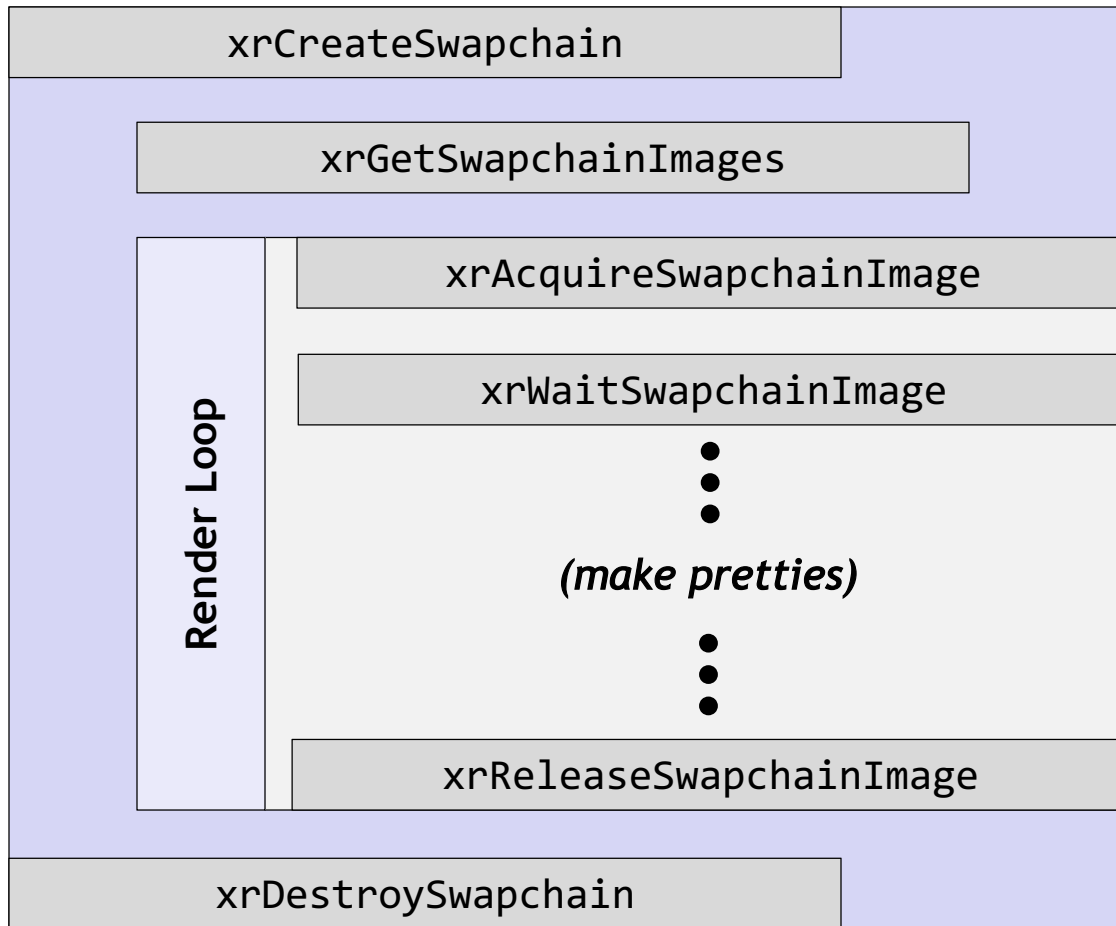 xrCreateSwapchain
xrGetSwapchainImages
Render Loop
xrAcquireSwapchainImage
xrWaitSwapchainImage
(make pretties)
xrReleaseSwapchainImage
xrDestroySwapchain